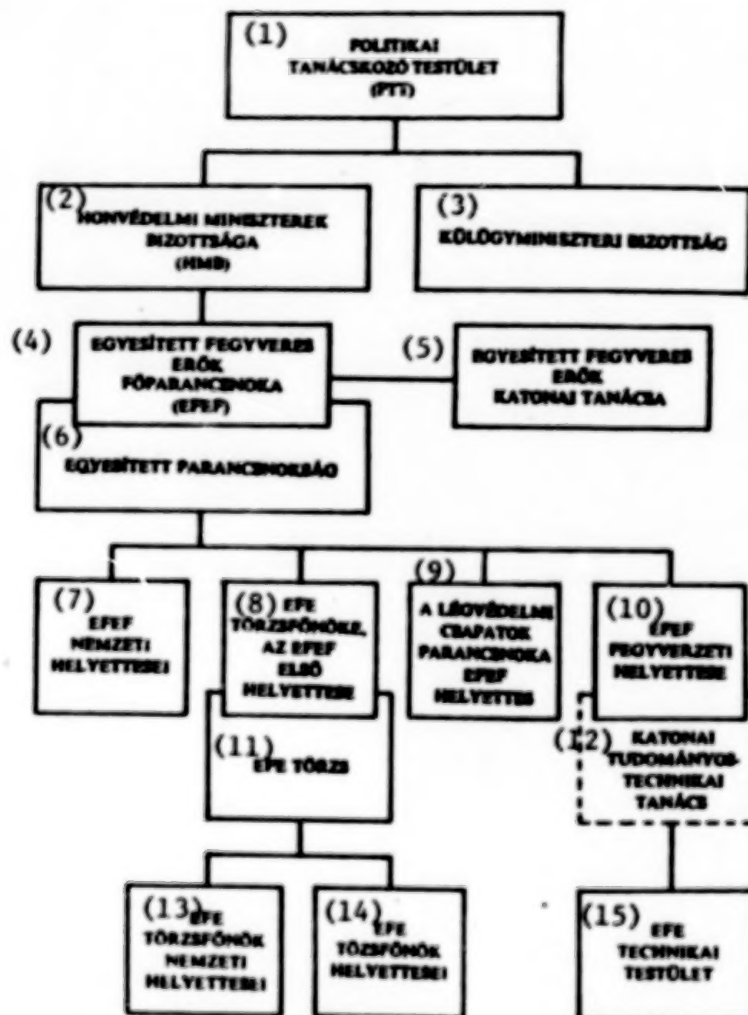 (1) POLITIKAI
TANÁCSKOZÓ TESTÜLET
(PTT)
(2) HONVÉDELMI MINISZTEREK
BIZOTTSÁGA
(HMB)
(3)
KÜLÜGYMINISZTERI BIZOTTSÁG
(4) EGYESÍTETT FEGYVERES
ERŐK
FŐPARANCSNOKA
(EFEF)
(5) EGYESÍTETT FEGYVERES
ERŐK
KATONAI TANÁCSA
(6)
EGYESÍTETT PARANCSNOKSÁG
(7) EFEF
NEMZETI
HELYETTESEI
(8) EFE
TÖRZSFŐNÖKE,
AZ EFEF
ELSŐ
HELYETTESE
(9)
A LÉGVÉDELMI
CSAPATOK
PARANCSNOKA
EFEF
HELYETTES
(10) EFEF
FEGYVERZETI
HELYETTESE
(11) EFE TÖRZS
(12) KATONAI
TUDOMÁNYOS-
TECHNIKAI
TANÁCS
(13) EFE
TÖRZSFŐNÖK
NEMZETI
HELYETTESEI
(14) EFE
TÖZSFŐNÖK
HELYETTESEI
(15) EFE
TECHNIKAI
TESTÜLET